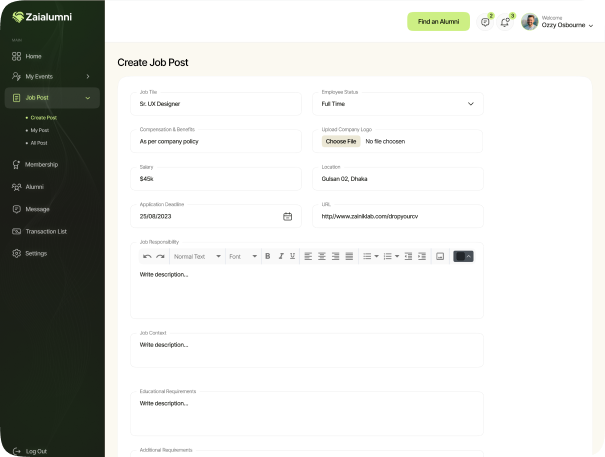 Zaialumni
Find an Alumni
2
3
Welcome
Ozzy Osbourne
MAIN
Home
My Events
Job Post
Create Post
My Post
All Post
Membership
Alumni
Message
Transaction List
Settings
Log Out
Create Job Post
Job Title
Sr. UX Designer
Employee Status
Full Time
Compensation & Benefits
As per company policy
Upload Company Logo
Choose File No file choosen
Salary
$45k
Location
Gulsan 02, Dhaka
Application Deadline
25/08/2023
URL
http//www.zainiklab.com/dropyourcv
Job Responsibility
Normal Text Font B I U
Write description...
Job Context
Write description...
Educational Requirements
Write description...
Additional Requirements